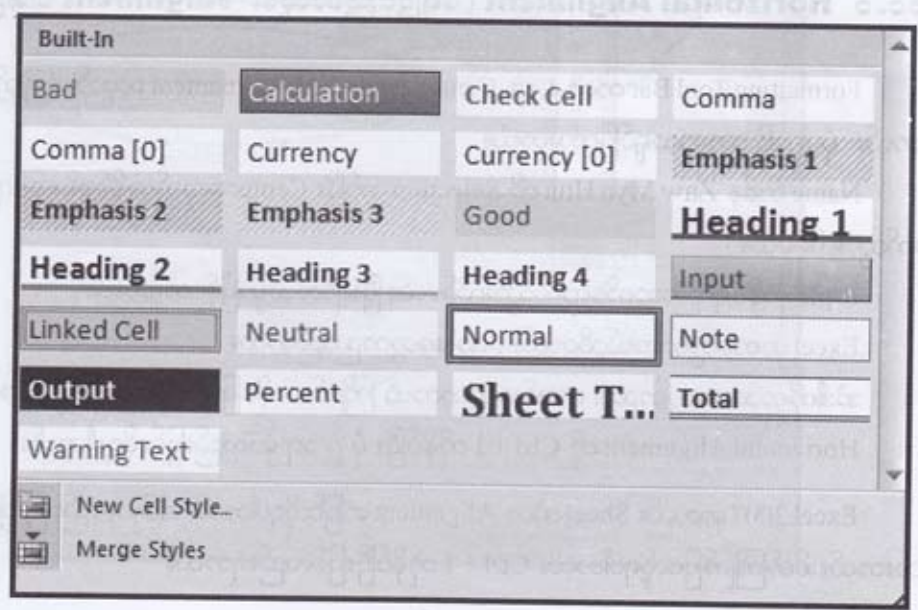 Built-In
Bad Calculation Check Cell Comma
Comma [0] Currency Currency [0] Emphasis 1
Emphasis 2 Emphasis 3 Good Heading 1
Heading 2 Heading 3 Heading 4 Input
Linked Cell Neutral Normal Note
Output Percent Sheet T... Total
Warning Text
New Cell Style...
Merge Styles